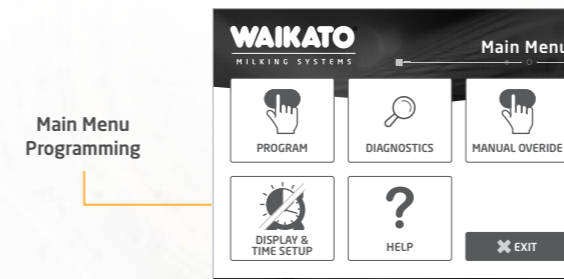 Main Menu
Programming
WAIKATO
MILKING SYSTEMS
Main Menu
PROGRAM
DIAGNOSTICS
MANUAL OVERIDE
DISPLAY &
TIME SETUP
HELP
EXIT